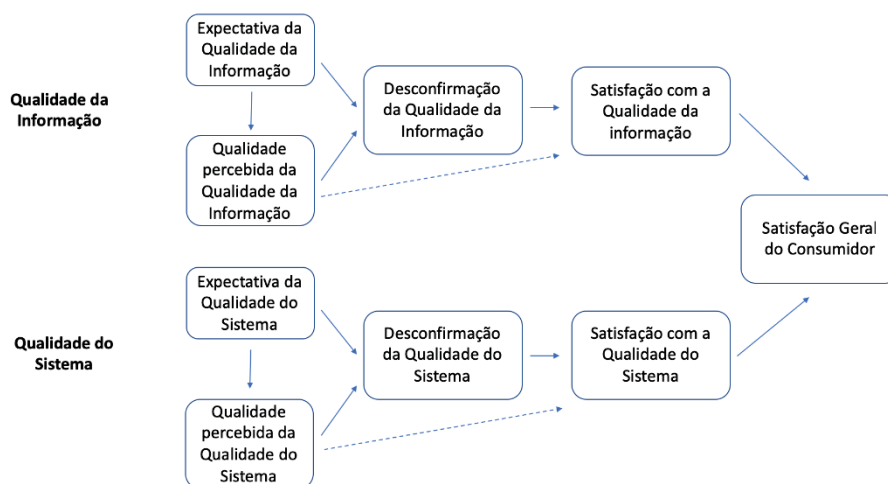 Expectativa da
Qualidade da
Informação
Qualidade da
Informação
Desconfirmação
da Qualidade da
Informação
Satisfação com a
Qualidade da
informação
Qualidade
percebida da
Qualidade da
Informação
Satisfação Geral
do Consumidor
Expectativa da
Qualidade do
Sistema
Qualidade do
Sistema
Desconfirmação
da Qualidade do
Sistema
Satisfação com a
Qualidade do
Sistema
Qualidade
percebida da
Qualidade do
Sistema